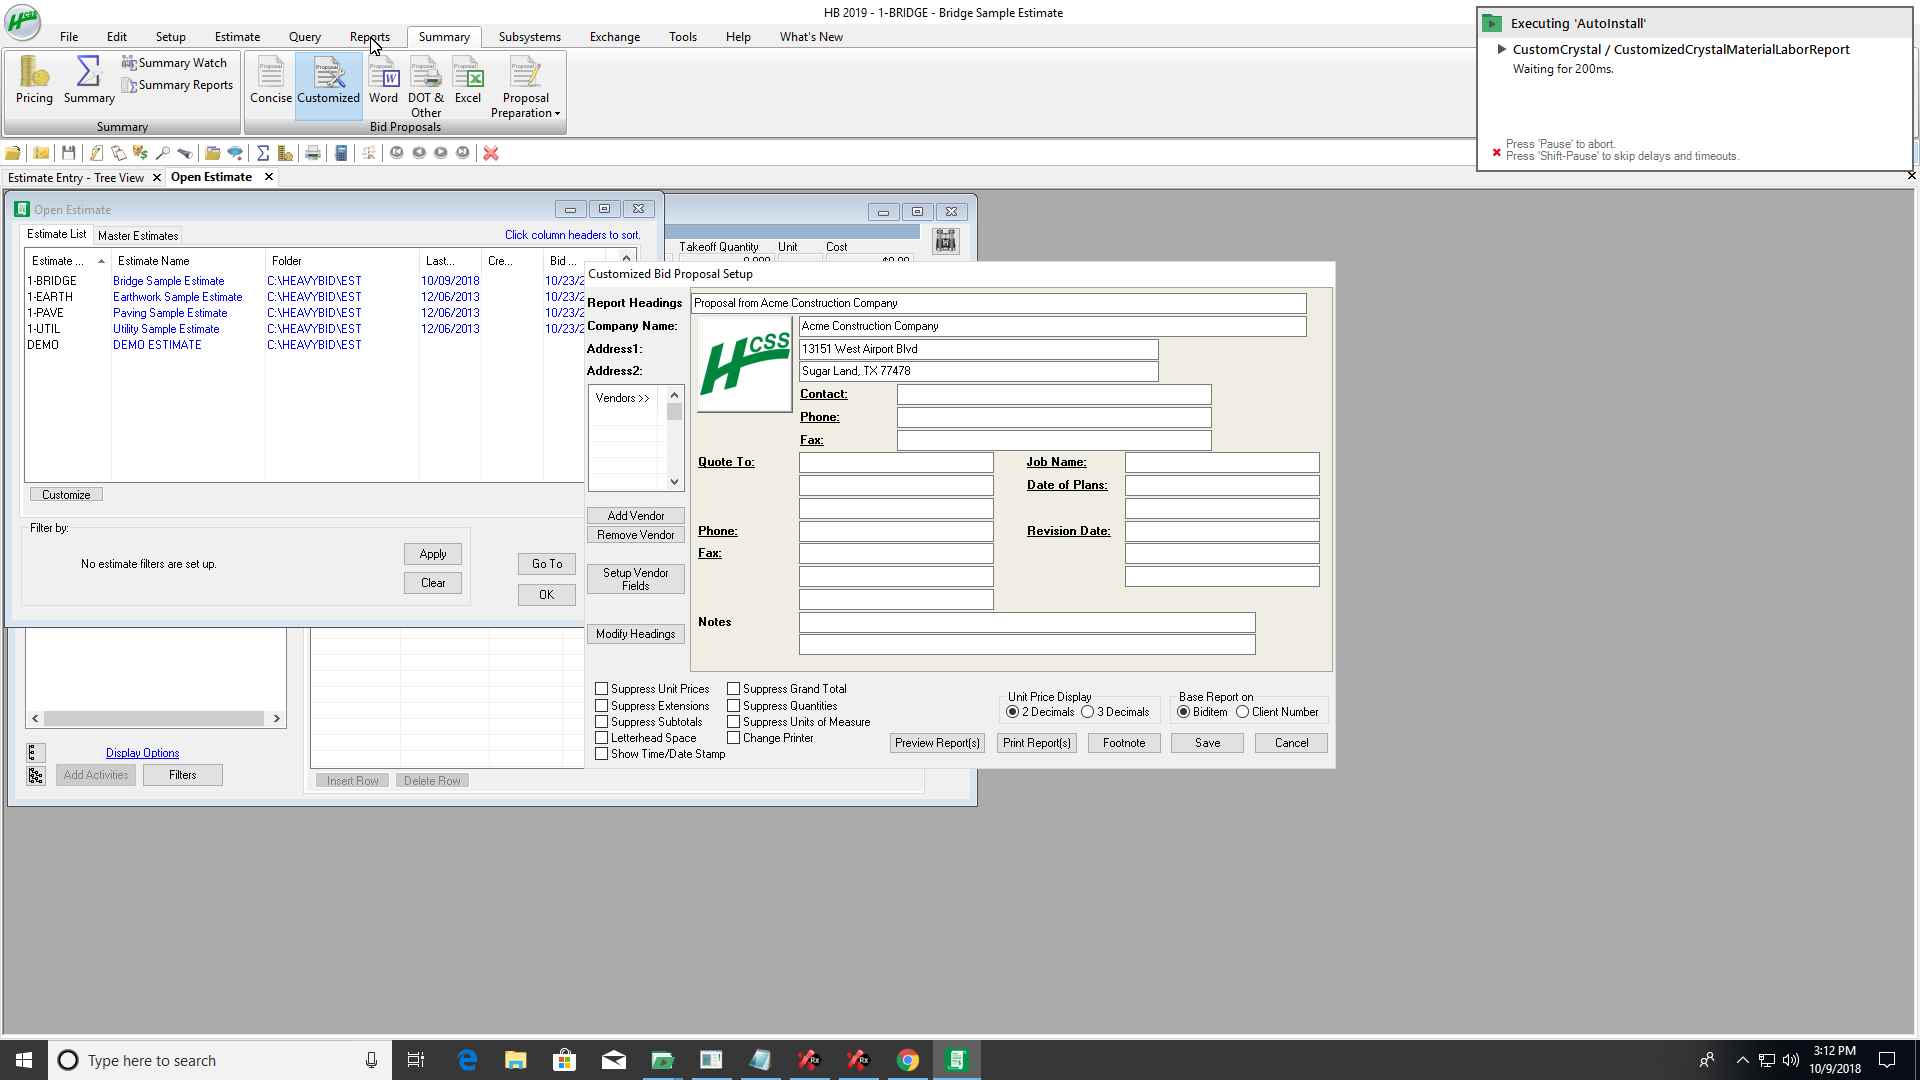 HB 2019 - 1-BRIDGE - Bridge Sample Estimate
HCSS
File Edit Setup Estimate Query Reports Summary Subsystems Exchange Tools Help What's New
Pricing Summary Summary Watch
Summary Reports
Summary
Concise Customized Word DOT & Other Excel Proposal Preparation
Bid Proposals
Executing 'AutoInstall'
CustomCrystal / CustomizedCrystalMaterialLaborReport
Waiting for 200ms.
Press 'Pause' to abort.
Press 'Shift-Pause' to skip delays and timeouts.
Estimate Entry - Tree View Open Estimate
Open Estimate
Estimate List Master Estimates Click column headers to sort.
Estimate ... Estimate Name Folder Last... Cre... Bid ...
1-BRIDGE Bridge Sample Estimate C:\HEAVYBID\EST 10/09/2018 10/23/2
1-EARTH Earthwork Sample Estimate C:\HEAVYBID\EST 12/06/2013 10/23/2
1-PAVE Paving Sample Estimate C:\HEAVYBID\EST 12/06/2013 10/23/2
1-UTIL Utility Sample Estimate C:\HEAVYBID\EST 12/06/2013 10/23/2
DEMO DEMO ESTIMATE C:\HEAVYBID\EST
Customize
Filter by:
No estimate filters are set up.
Apply
Clear
Go To
OK
Takeoff Quantity Unit Cost
Customized Bid Proposal Setup
Report Headings Proposal from Acme Construction Company
Company Name: Acme Construction Company
Address1: 13151 West Airport Blvd
Address2: Sugar Land, TX 77478
HCSS
Vendors >>
Contact:
Phone:
Fax:
Quote To: Job Name:
Date of Plans:
Add Vendor
Remove Vendor
Phone: Revision Date:
Fax:
Setup Vendor Fields
Notes
Modify Headings
Suppress Unit Prices Suppress Grand Total
Suppress Extensions Suppress Quantities
Suppress Subtotals Suppress Units of Measure
Letterhead Space Change Printer
Show Time/Date Stamp
Unit Price Display
2 Decimals 3 Decimals
Base Report on
Biditem Client Number
Preview Report(s) Print Report(s) Footnote Save Cancel
Display Options
Add Activities Filters
Insert Row Delete Row
Type here to search
3:12 PM
10/9/2018